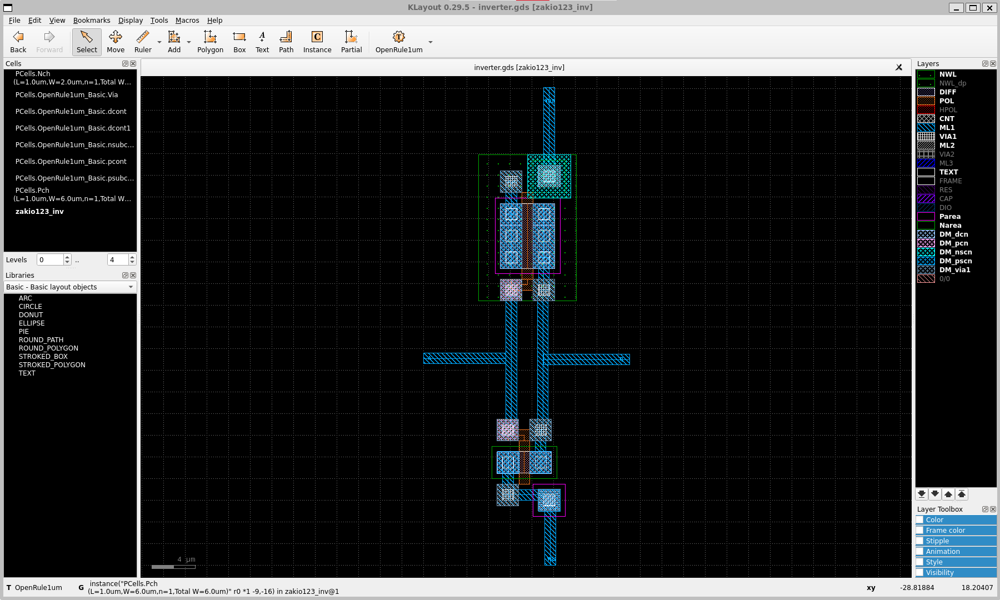 KLayout 0.29.5 - inverter.gds [zakio123_inv]
File Edit View Bookmarks Display Tools Macros Help
Back Forward Select Move Ruler Add Polygon Box Text Path Instance Partial OpenRule1um
Cells
PCells.Nch
(L=1.0um,W=2.0um,n=1,Total W...
PCells.OpenRule1um_Basic.Via
PCells.OpenRule1um_Basic.dcont
PCells.OpenRule1um_Basic.dcont1
PCells.OpenRule1um_Basic.nsubc...
PCells.OpenRule1um_Basic.pcont
PCells.OpenRule1um_Basic.psubc...
PCells.Pch
(L=1.0um,W=6.0um,n=1,Total W...
zakio123_inv
Levels 0 .. 4
Libraries
Basic - Basic layout objects
ARC
CIRCLE
DONUT
ELLIPSE
PIE
ROUND_PATH
ROUND_POLYGON
STROKED_BOX
STROKED_POLYGON
TEXT
inverter.gds [zakio123_inv]
4 µm
Layers
NWL
NWL_dp
DIFF
POL
HPOL
CNT
ML1
VIA1
ML2
VIA2
ML3
TEXT
FRAME
RES
CAP
DIO
Parea
Narea
DM_dcn
DM_pcn
DM_nscn
DM_pscn
DM_via1
0/0
Layer Toolbox
Color
Frame color
Stipple
Animation
Style
Visibility
T OpenRule1um G instance("PCells.Pch
(L=1.0um,W=6.0um,n=1,Total W=6.0um)" r0 *1 -9,-16) in zakio123_inv@1
xy -28.81884 18.20407